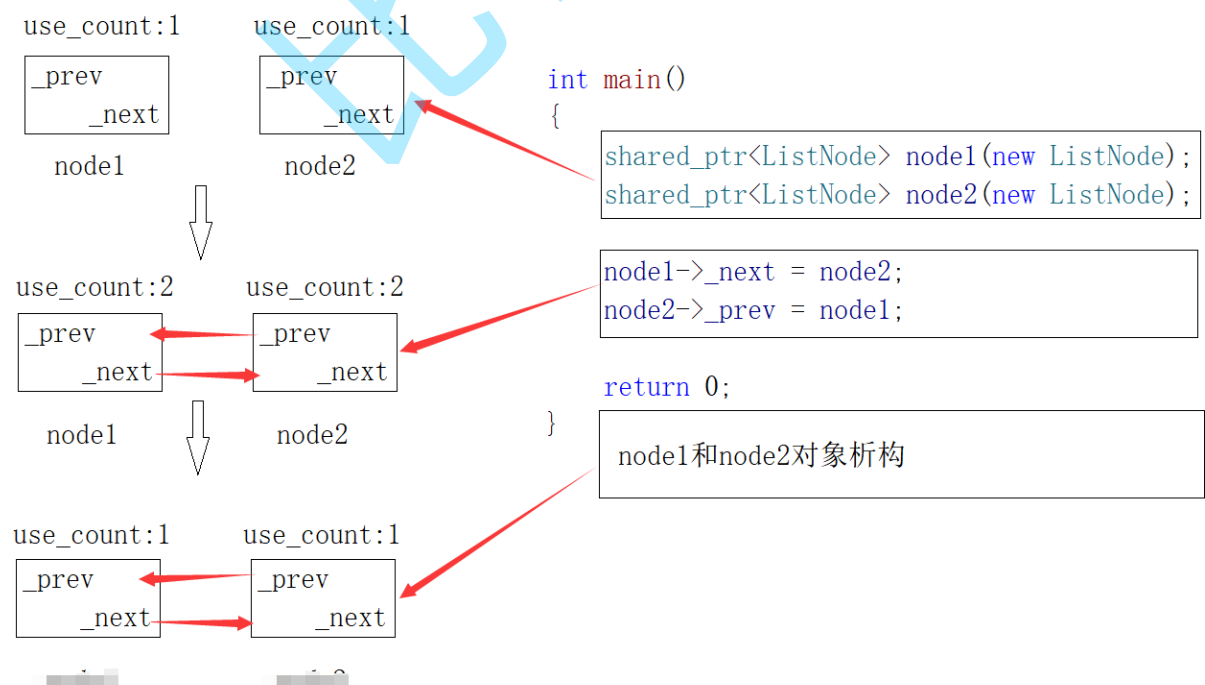 use_count:1 use_count:1
_prev _prev
_next _next
node1 node2
int main()
{
shared_ptr<ListNode> node1(new ListNode);
shared_ptr<ListNode> node2(new ListNode);
use_count:2 use_count:2
_prev _prev
_next _next
node1 node2
node1->_next = node2;
node2->_prev = node1;
return 0;
}
node1和node2对象析构
use_count:1 use_count:1
_prev _prev
_next _next